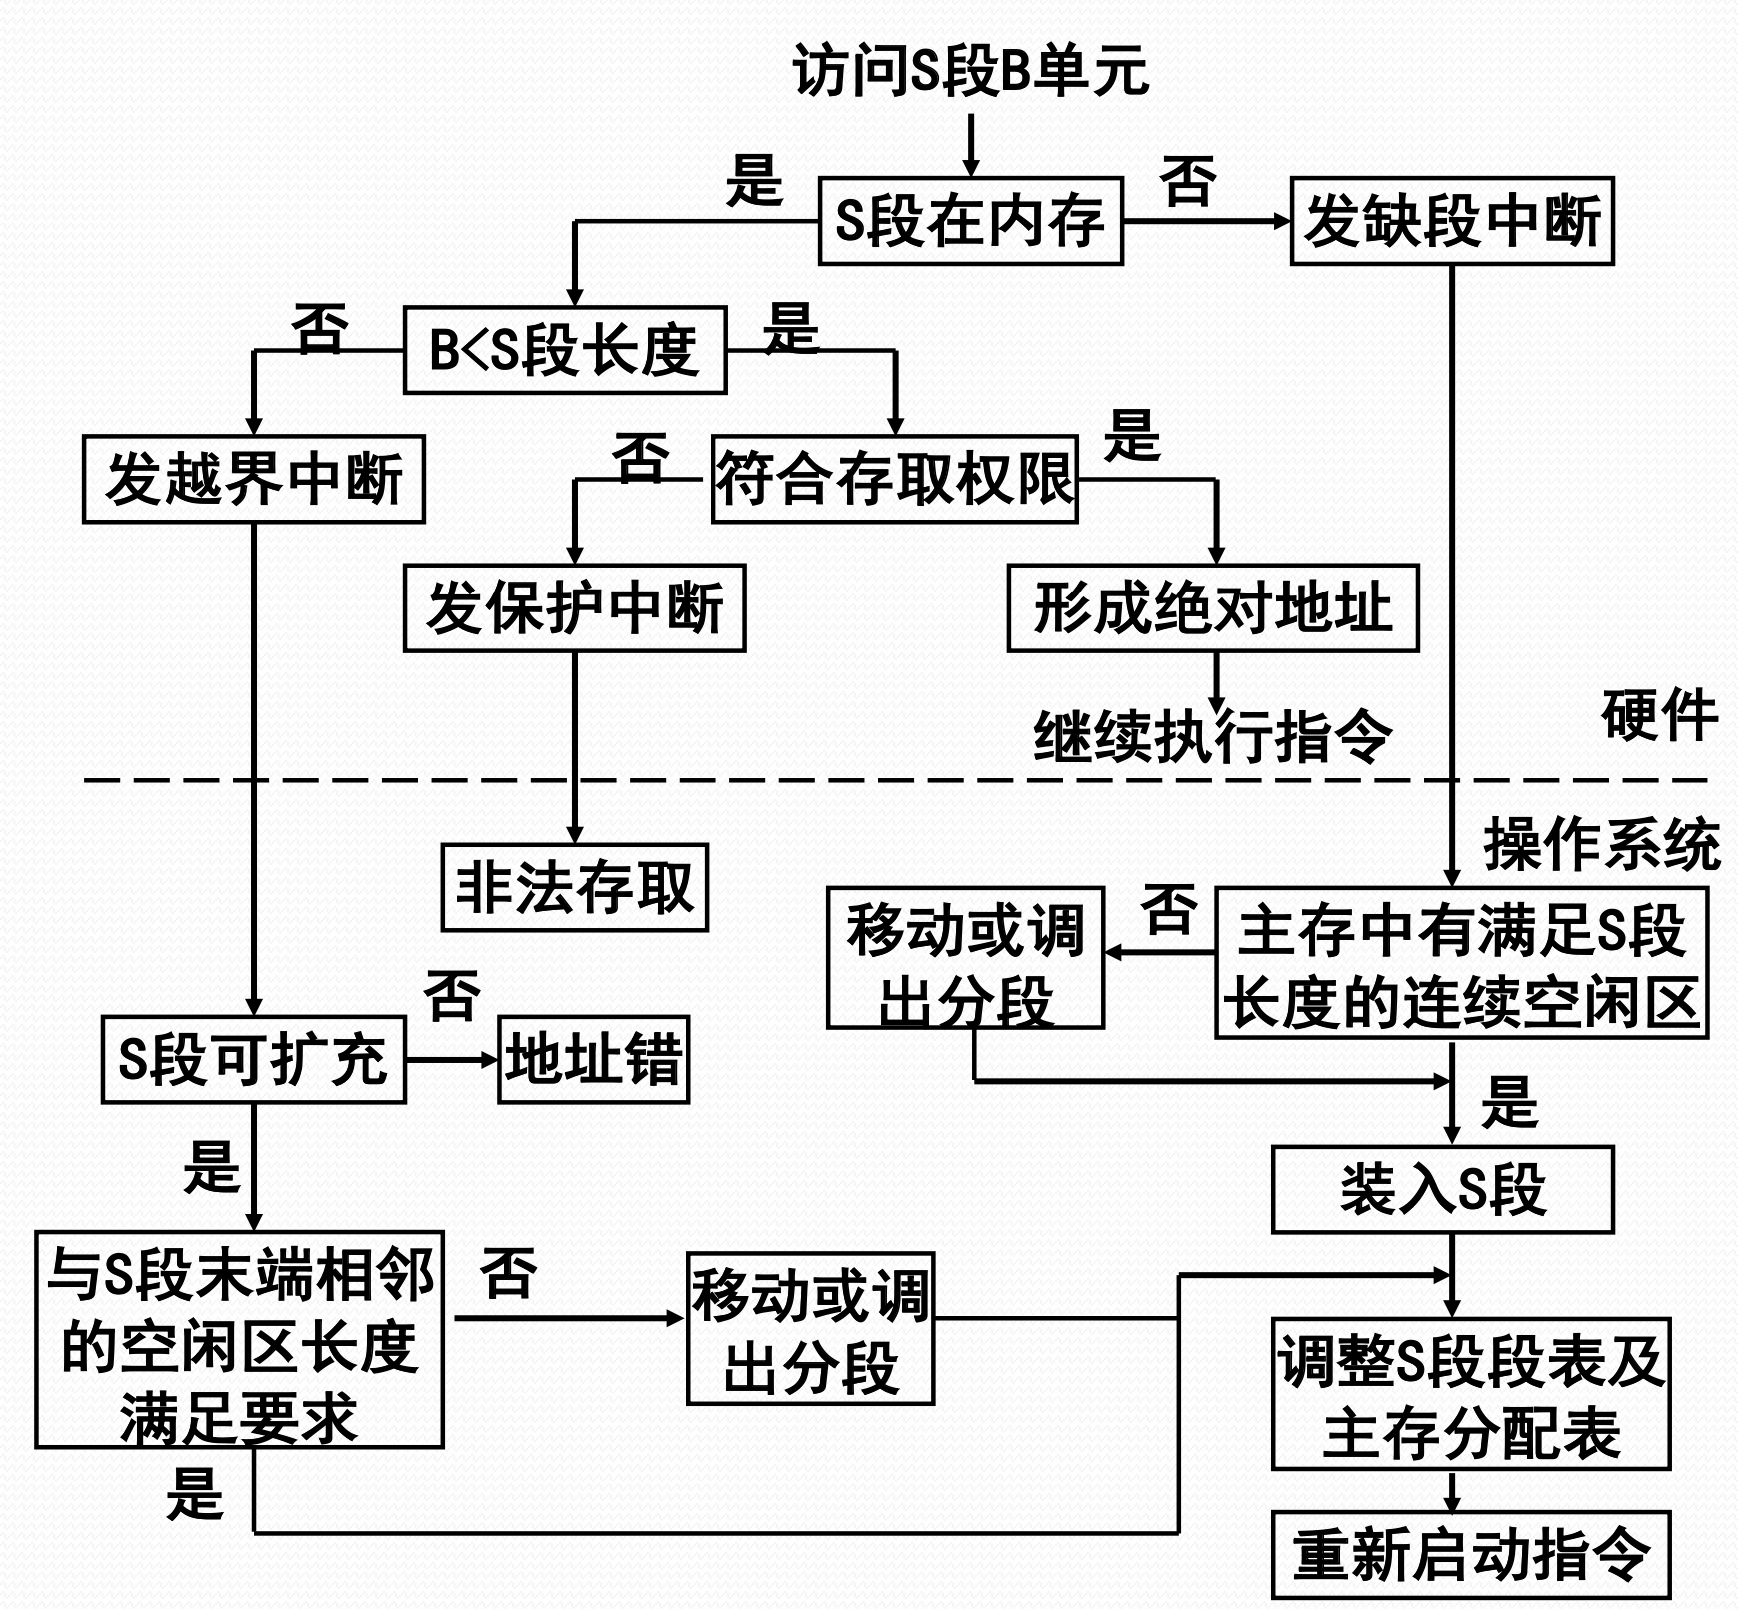 访问S段B单元
是
否
S段在内存
发缺段中断
否
B<S段长度
是
发越界中断
否
符合存取权限
是
发保护中断
形成绝对地址
继续执行指令
硬件
操作系统
非法存取
移动或调
出分段
否
主存中有满足S段
长度的连续空闲区
否
S段可扩充
地址错
是
是
装入S段
与S段末端相邻
的空闲区长度
满足要求
否
移动或调
出分段
调整S段段表及
主存分配表
是
重新启动指令